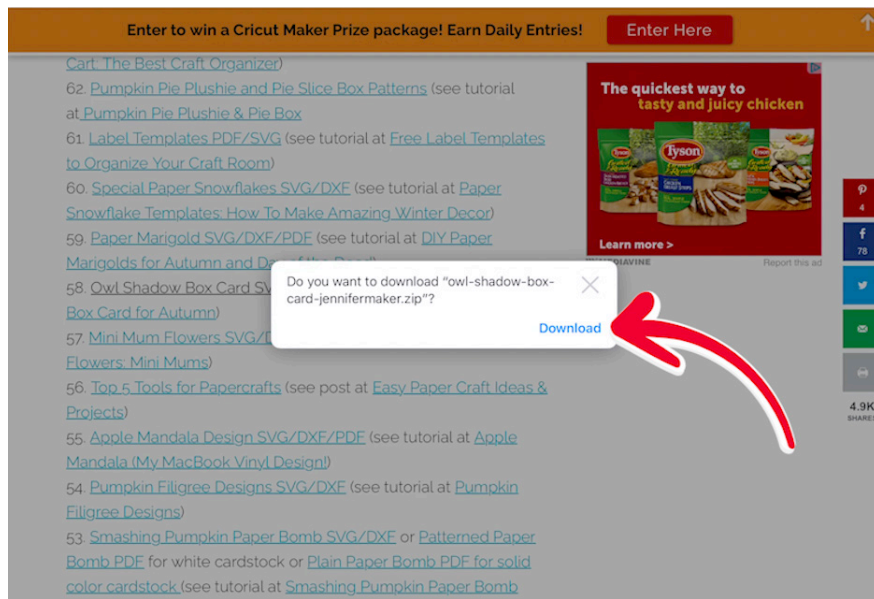 Enter to win a Cricut Maker Prize package! Earn Daily Entries!
Enter Here
Cart: The Best Craft Organizer)
62. Pumpkin Pie Plushie and Pie Slice Box Patterns (see tutorial
at Pumpkin Pie Plushie & Pie Box
61. Label Templates PDF/SVG (see tutorial at Free Label Templates
to Organize Your Craft Room)
60. Special Paper Snowflakes SVG/DXF (see tutorial at Paper
Snowflake Templates: How To Make Amazing Winter Decor)
59. Paper Marigold SVG/DXF/PDF (see tutorial at DIY Paper
Marigolds for Autumn and Day of the Dead!)
58. Owl Shadow Box Card SV
Box Card for Autumn)
57. Mini Mum Flowers SVG/D
Flowers: Mini Mums)
56. Top 5 Tools for Papercrafts (see post at Easy Paper Craft Ideas &
Projects)
55. Apple Mandala Design SVG/DXF/PDF (see tutorial at Apple
Mandala (My MacBook Vinyl Design!)
54. Pumpkin Filigree Designs SVG/DXF (see tutorial at Pumpkin
Filigree Designs)
53. Smashing Pumpkin Paper Bomb SVG/DXF or Patterned Paper
Bomb PDF for white cardstock or Plain Paper Bomb PDF for solid
color cardstock (see tutorial at Smashing Pumpkin Paper Bomb
Do you want to download “owl-shadow-box-
card-jennifermaker.zip”?
Download
The quickest way to
tasty and juicy chicken
Tyson
Tyson
Tyson
Learn more >
Report this ad
4
78
4.9K
SHARES